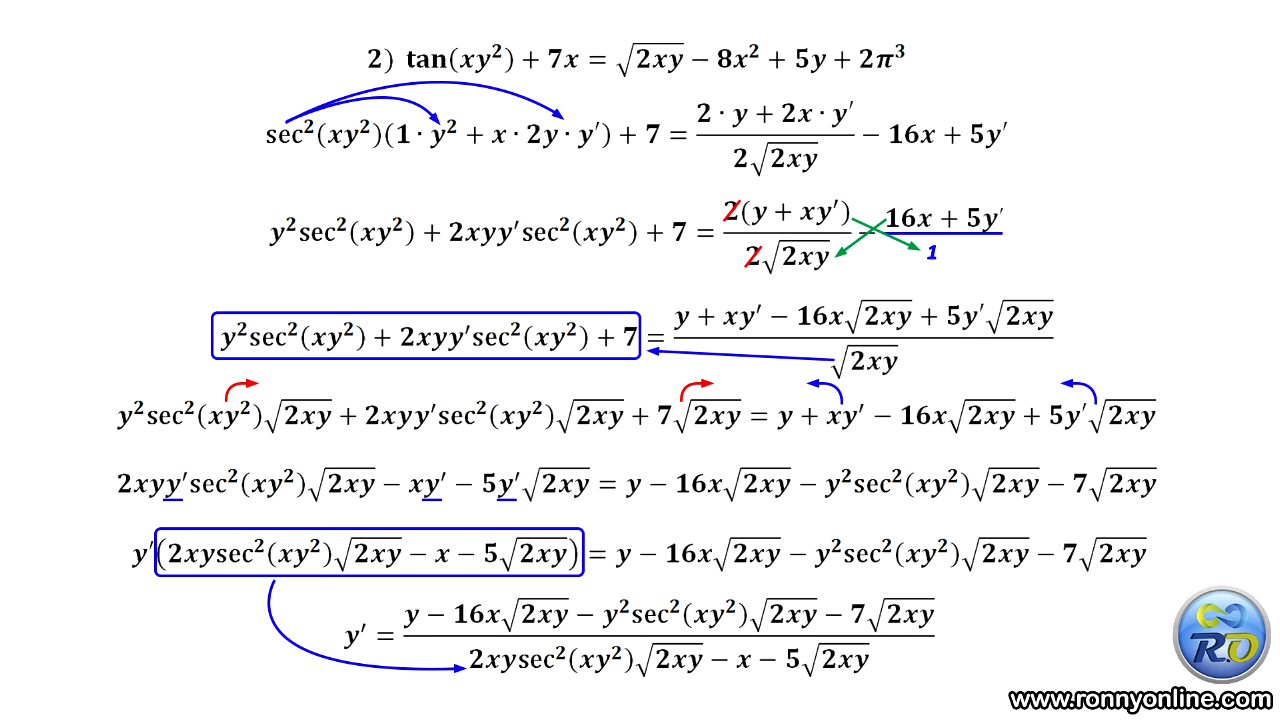 2) tan(xy²) + 7x = √(2xy) − 8x² + 5y + 2π³
sec²(xy²)(1 · y² + x · 2y · y′) + 7 = (2 · y + 2x · y′)/(2√(2xy)) − 16x + 5y′
y²sec²(xy²) + 2xyy′sec²(xy²) + 7 = (2(y + xy′))/(2√(2xy)) − (16x + 5y′)/1
y²sec²(xy²) + 2xyy′sec²(xy²) + 7 = (y + xy′ − 16x√(2xy) + 5y′√(2xy))/√(2xy)
y²sec²(xy²)√(2xy) + 2xyy′sec²(xy²)√(2xy) + 7√(2xy) = y + xy′ − 16x√(2xy) + 5y′√(2xy)
2xyy′sec²(xy²)√(2xy) − xy′ − 5y′√(2xy) = y − 16x√(2xy) − y²sec²(xy²)√(2xy) − 7√(2xy)
y′(2xysec²(xy²)√(2xy) − x − 5√(2xy)) = y − 16x√(2xy) − y²sec²(xy²)√(2xy) − 7√(2xy)
y′ = (y − 16x√(2xy) − y²sec²(xy²)√(2xy) − 7√(2xy))/(2xysec²(xy²)√(2xy) − x − 5√(2xy))
R.O
www.ronnyonline.com